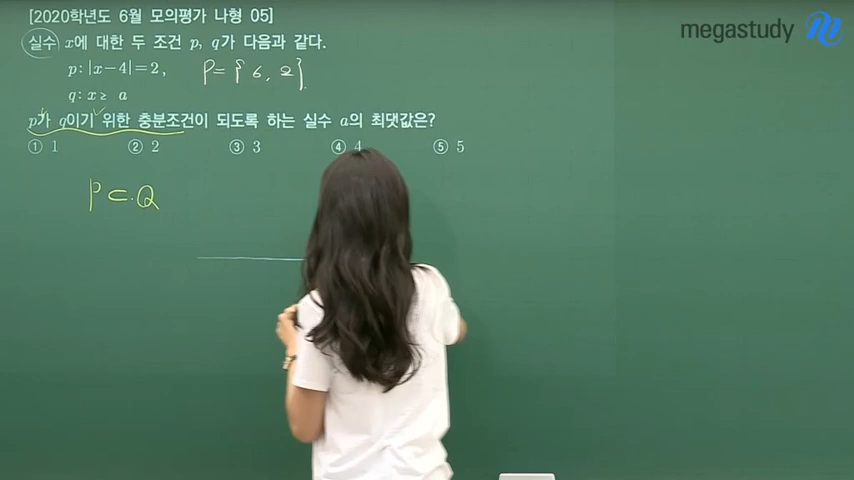 [2020학년도 6월 모의평가 나형 05]
megastudy
실수 x에 대한 두 조건 p, q가 다음과 같다.
p: |x-4|=2, P={6, 2}
q: x≥ a
p가 q이기 위한 충분조건이 되도록 하는 실수 a의 최댓값은?
① 1 ② 2 ③ 3 ④ 4 ⑤ 5
P⊂Q